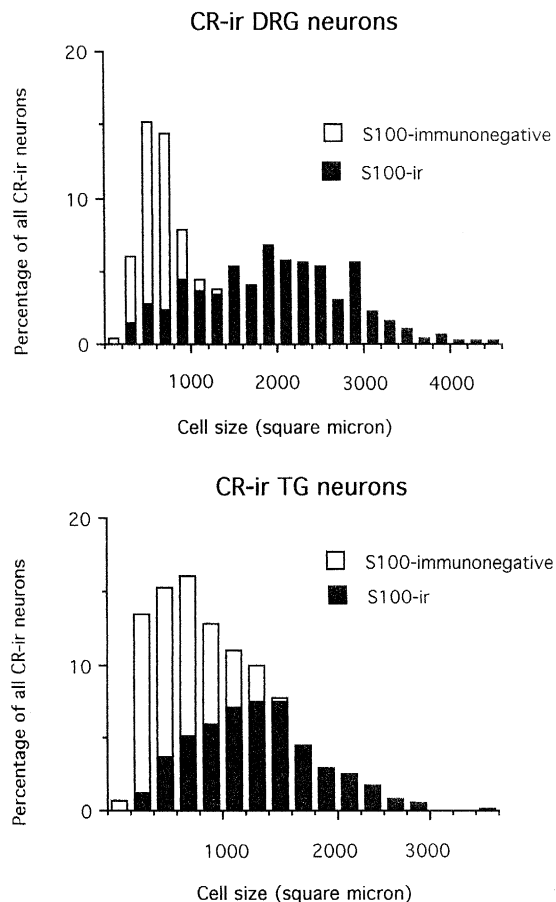 CR-ir DRG neurons
20
10
0
Percentage of all CR-ir neurons
S100-immunonegative
S100-ir
1000 2000 3000 4000
Cell size (square micron)
CR-ir TG neurons
20
10
0
Percentage of all CR-ir neurons
S100-immunonegative
S100-ir
1000 2000 3000
Cell size (square micron)